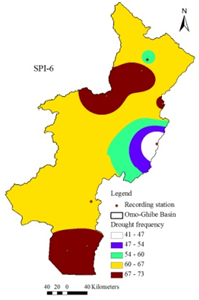 N
SPI-6
Legend
Recording station
Omo-Ghibe Basin
Drought frequency
41 - 47
47 - 54
54 - 60
60 - 67
67 - 73
40 20 0 40 Kilometers